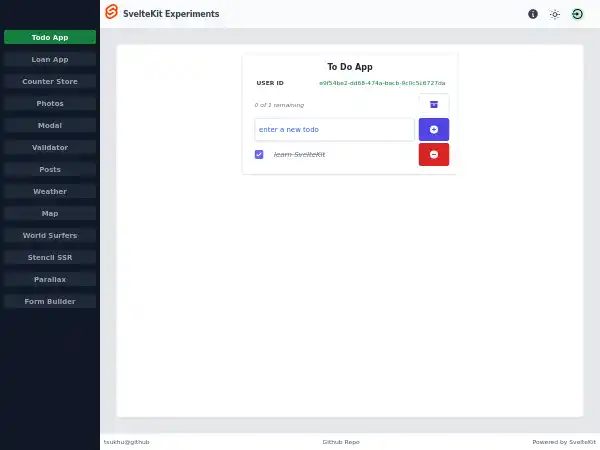 SvelteKit Experiments
Todo App
Loan App
Counter Store
Photos
Modal
Validator
Posts
Weather
Map
World Surfers
Stencil SSR
Parallax
Form Builder
To Do App
USER ID e9f54be2-dd68-474a-bacb-9c0c5c6727da
0 of 1 remaining
enter a new todo
learn SvelteKit
tsukhu@github
Github Repo
Powered by SvelteKit